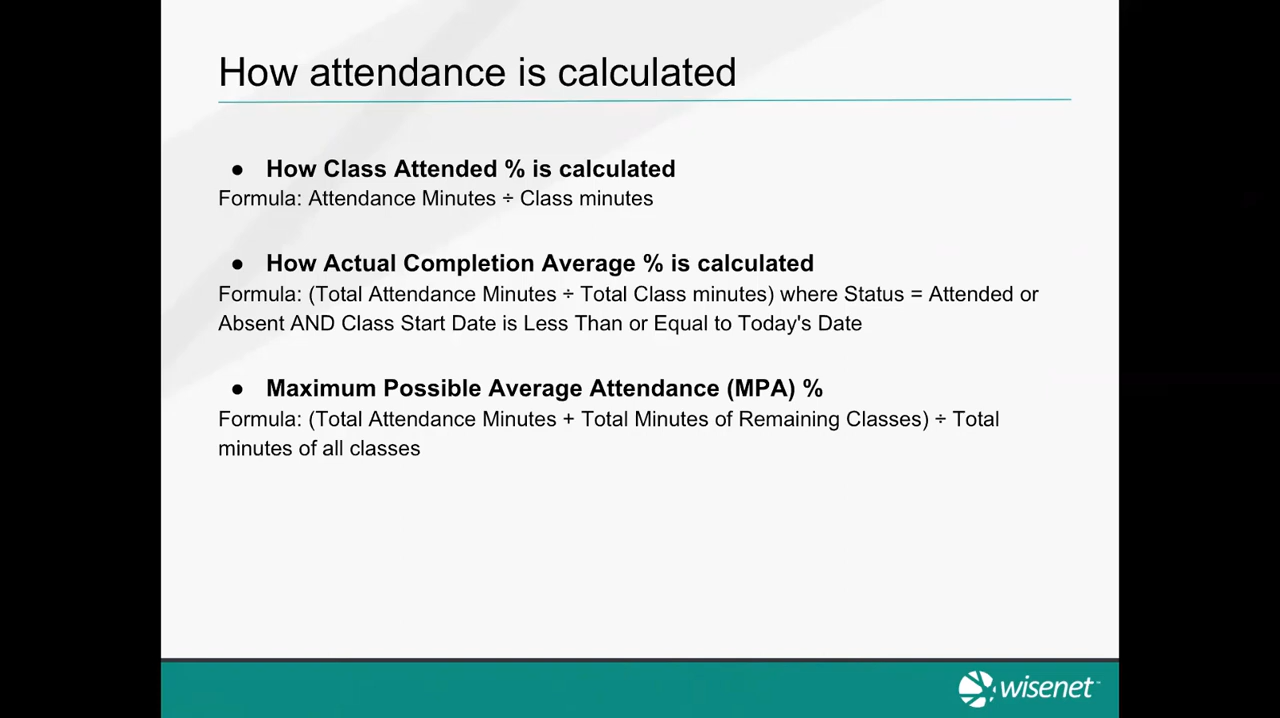 How attendance is calculated
● How Class Attended % is calculated
Formula: Attendance Minutes ÷ Class minutes
● How Actual Completion Average % is calculated
Formula: (Total Attendance Minutes ÷ Total Class minutes) where Status = Attended or
Absent AND Class Start Date is Less Than or Equal to Today's Date
● Maximum Possible Average Attendance (MPA) %
Formula: (Total Attendance Minutes + Total Minutes of Remaining Classes) ÷ Total
minutes of all classes
wisenet™